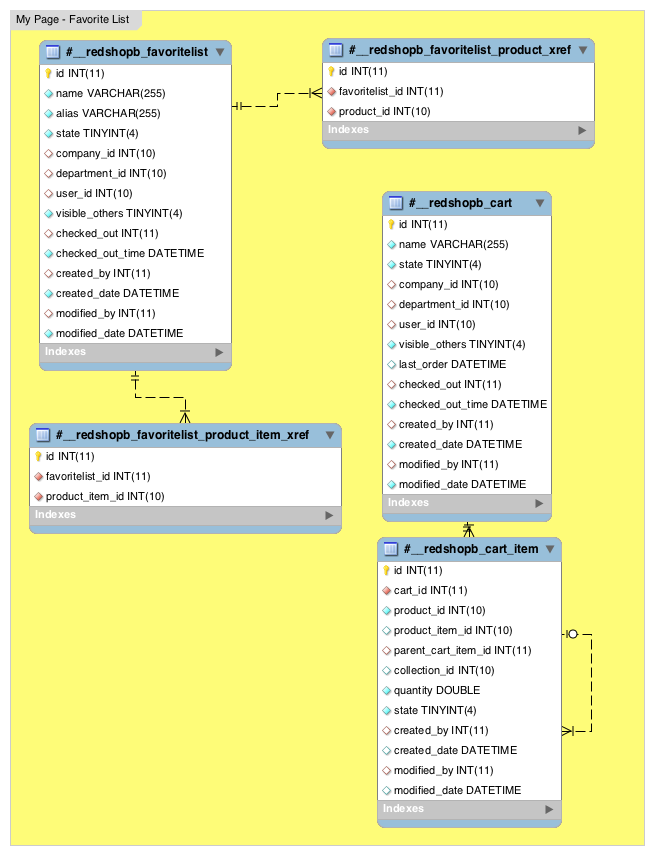 My Page - Favorite List
#__redshopb_favoritelist
id INT(11)
name VARCHAR(255)
alias VARCHAR(255)
state TINYINT(4)
company_id INT(10)
department_id INT(10)
user_id INT(10)
visible_others TINYINT(4)
checked_out INT(11)
checked_out_time DATETIME
created_by INT(11)
created_date DATETIME
modified_by INT(11)
modified_date DATETIME
Indexes
#__redshopb_favoritelist_product_xref
id INT(11)
favoritelist_id INT(11)
product_id INT(10)
Indexes
#__redshopb_favoritelist_product_item_xref
id INT(11)
favoritelist_id INT(11)
product_item_id INT(10)
Indexes
#__redshopb_cart
id INT(11)
name VARCHAR(255)
state TINYINT(4)
company_id INT(10)
department_id INT(10)
user_id INT(10)
visible_others TINYINT(4)
last_order DATETIME
checked_out INT(11)
checked_out_time DATETIME
created_by INT(11)
created_date DATETIME
modified_by INT(11)
modified_date DATETIME
Indexes
#__redshopb_cart_item
id INT(11)
cart_id INT(11)
product_id INT(10)
product_item_id INT(10)
parent_cart_item_id INT(11)
collection_id INT(10)
quantity DOUBLE
state TINYINT(4)
created_by INT(11)
created_date DATETIME
modified_by INT(11)
modified_date DATETIME
Indexes